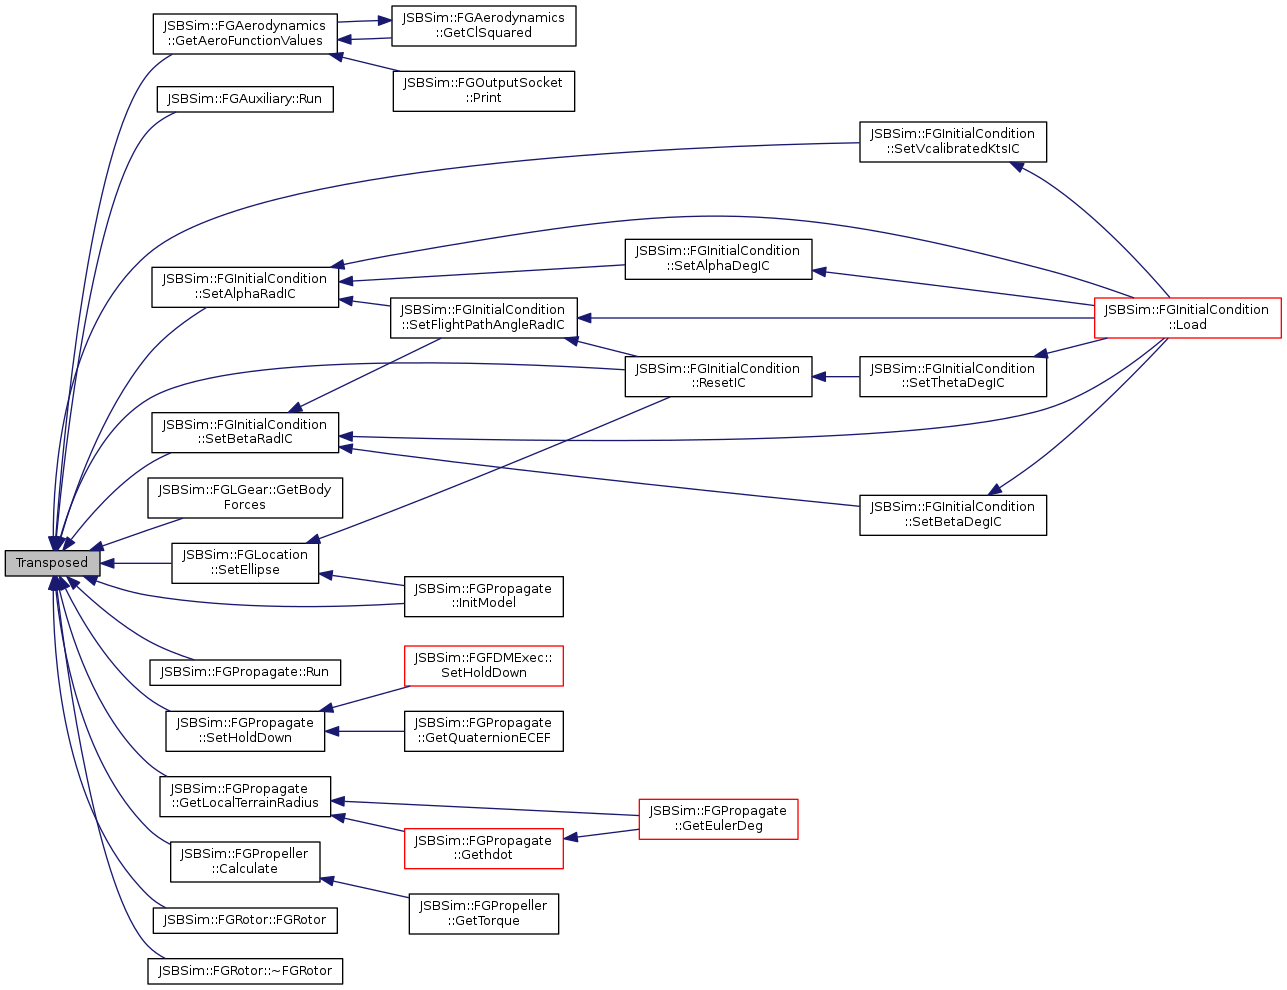 JSBSim::FGAerodynamics
::GetAeroFunctionValues
JSBSim::FGAerodynamics
::GetClSquared
JSBSim::FGOutputSocket
::Print
JSBSim::FGAuxiliary::Run
JSBSim::FGInitialCondition
::SetVcalibratedKtsIC
JSBSim::FGInitialCondition
::SetAlphaRadIC
JSBSim::FGInitialCondition
::SetAlphaDegIC
JSBSim::FGInitialCondition
::SetFlightPathAngleRadIC
JSBSim::FGInitialCondition
::Load
JSBSim::FGInitialCondition
::ResetIC
JSBSim::FGInitialCondition
::SetThetaDegIC
JSBSim::FGInitialCondition
::SetBetaRadIC
JSBSim::FGLGear::GetBody
Forces
JSBSim::FGInitialCondition
::SetBetaDegIC
Transposed
JSBSim::FGLocation
::SetEllipse
JSBSim::FGPropagate
::InitModel
JSBSim::FGPropagate::Run
JSBSim::FGFDMExec::
SetHoldDown
JSBSim::FGPropagate
::SetHoldDown
JSBSim::FGPropagate
::GetQuaternionECEF
JSBSim::FGPropagate
::GetLocalTerrainRadius
JSBSim::FGPropagate
::GetEulerDeg
JSBSim::FGPropagate
::Gethdot
JSBSim::FGPropeller
::Calculate
JSBSim::FGPropeller
::GetTorque
JSBSim::FGRotor::FGRotor
JSBSim::FGRotor::~FGRotor